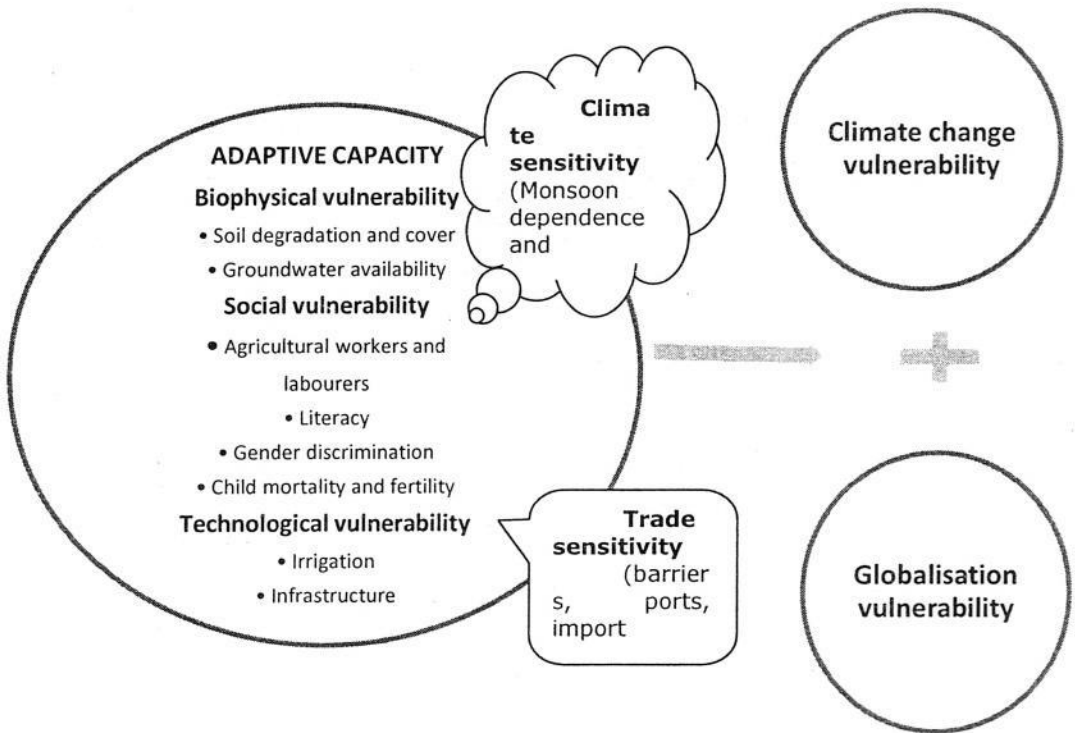 ADAPTIVE CAPACITY
Biophysical vulnerability
• Soil degradation and cover
• Groundwater availability
Social vulnerability
• Agricultural workers and
labourers
• Literacy
• Gender discrimination
• Child mortality and fertility
Technological vulnerability
• Irrigation
• Infrastructure
Clima
te
sensitivity
(Monsoon
dependence
and
Trade
sensitivity
(barrier
s, ports,
import
Climate change
vulnerability
+
Globalisation
vulnerability